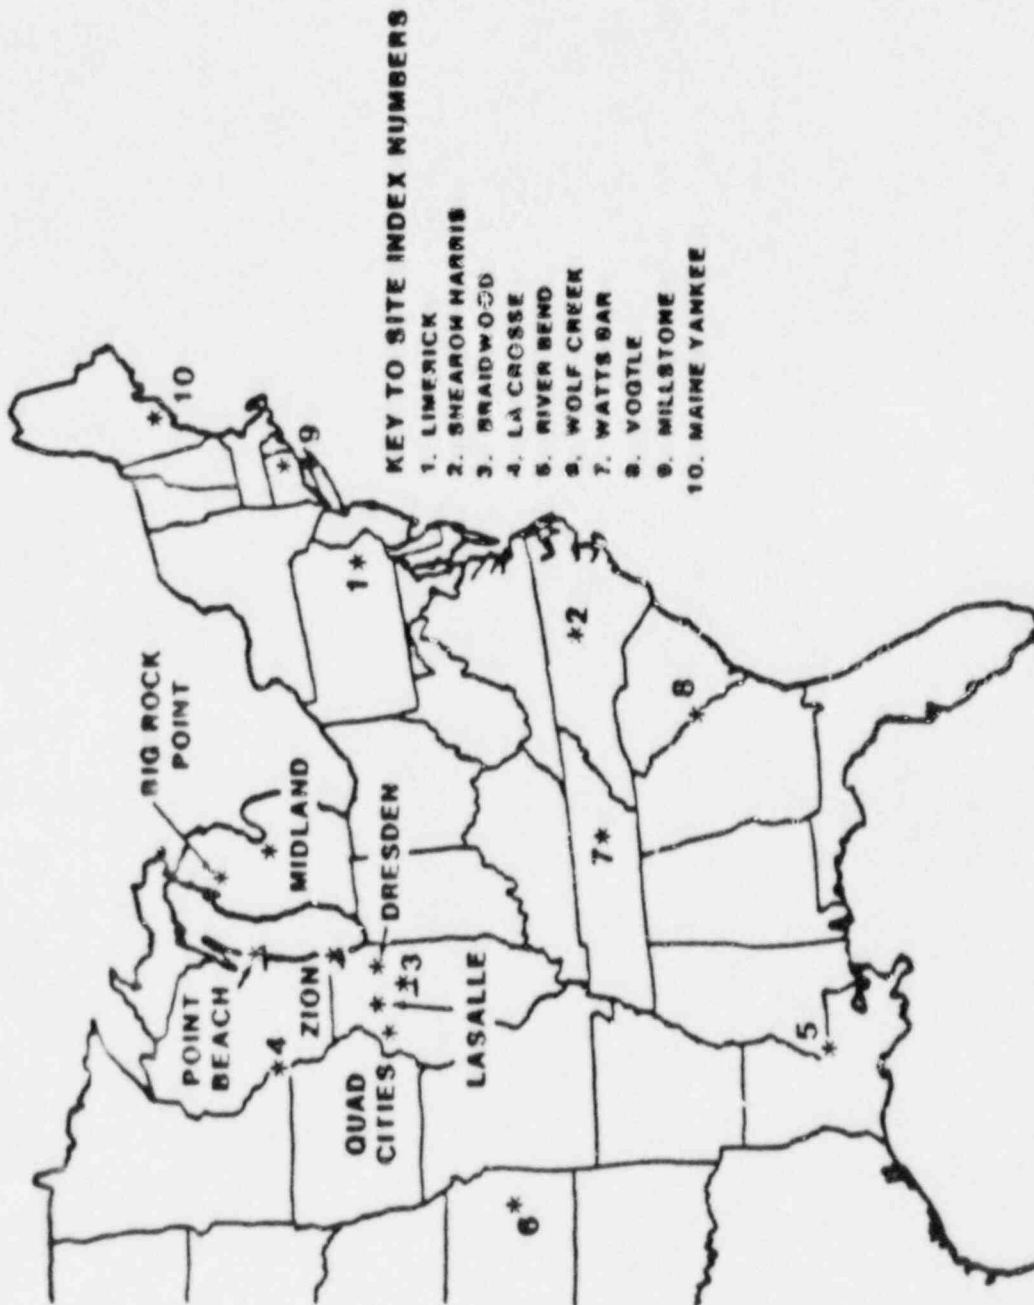 BIG ROCK
POINT
MIDLAND
POINT
BEACH
ZION
DRESDEN
QUAD
CITIES
LASALLE
1
2
3
4
5
6
7
8
9
10
KEY TO SITE INDEX NUMBERS
1. LIMERICK
2. SHEARON HARRIS
3. BRAIDWOOD
4. LA CROSSE
5. RIVER BEND
6. WOLF CREEK
7. WATTS BAR
8. VOGTLE
9. MILLSTONE
10. MAINE YANKEE